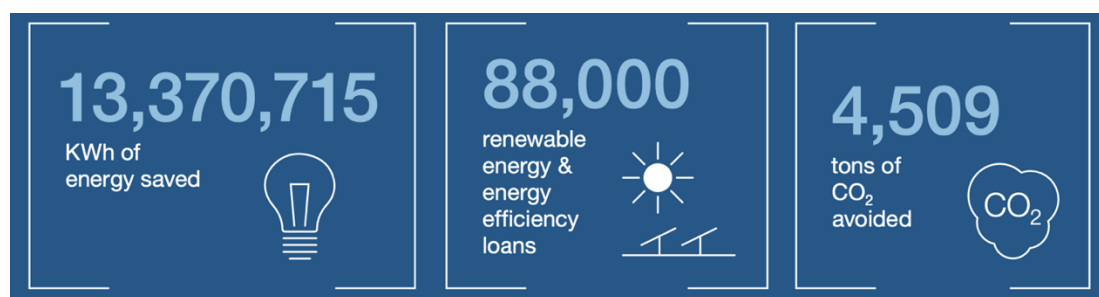 13,370,715
KWh of
energy saved
88,000
renewable
energy &
energy
efficiency
loans
4,509
tons of
CO₂
avoided
CO₂